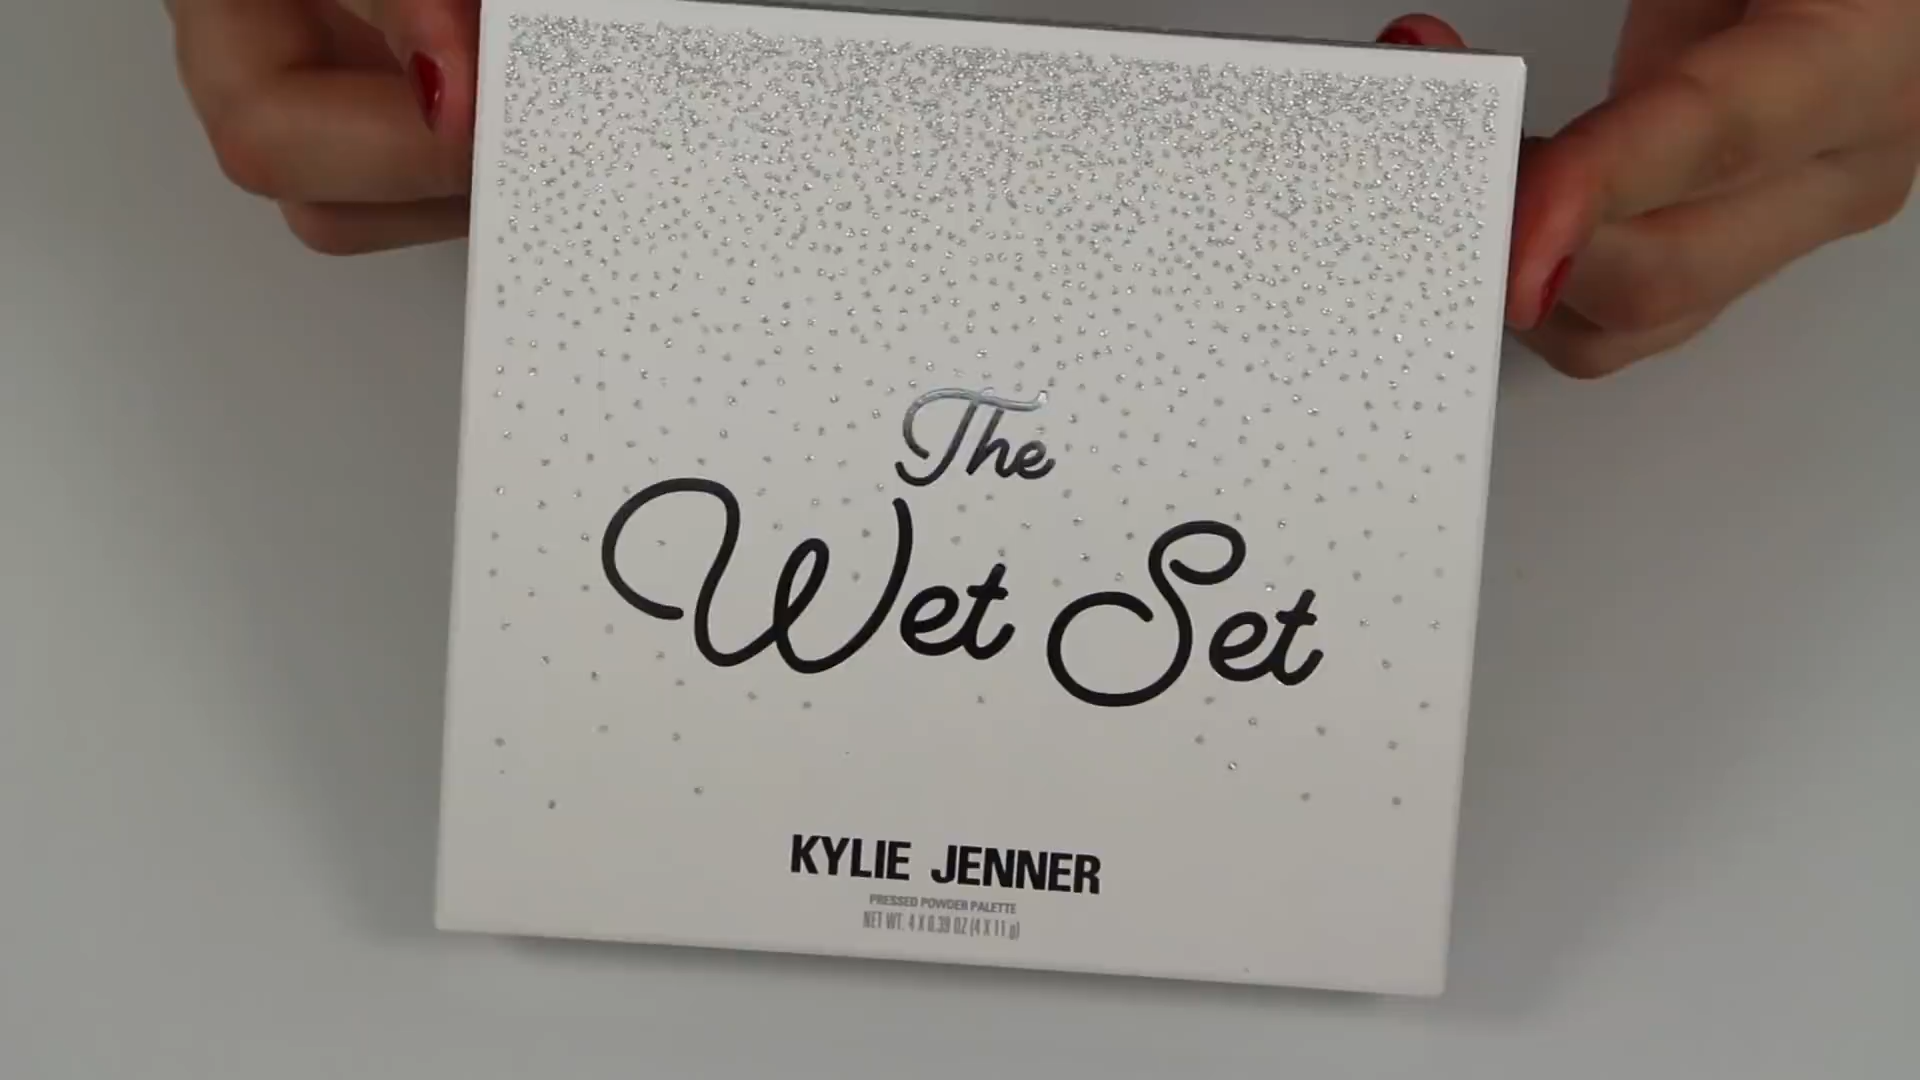 The
Wet Set
KYLIE JENNER
PRESSED POWDER PALETTE
NET WT. 4 X 0.39 OZ (4 X 11 g)